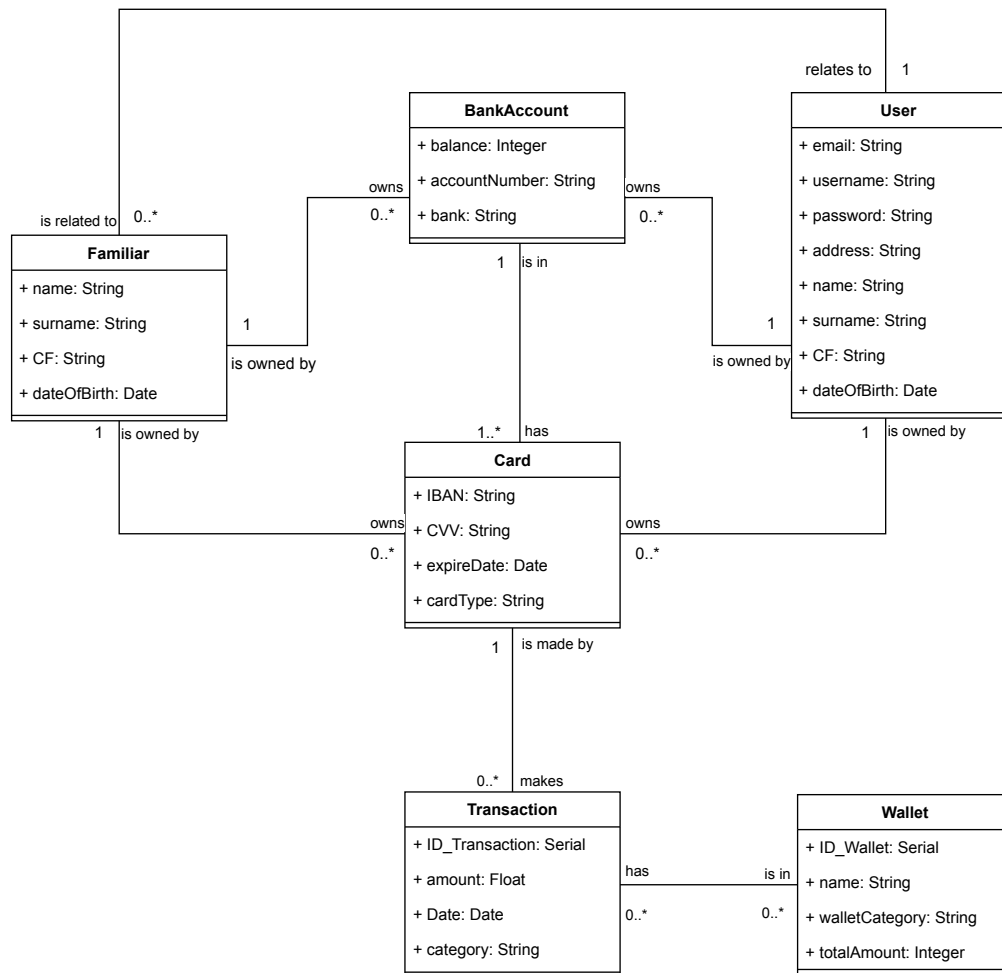 relates to
1
BankAccount
+ balance: Integer
+ accountNumber: String
+ bank: String
User
+ email: String
+ username: String
+ password: String
+ address: String
+ name: String
+ surname: String
+ CF: String
+ dateOfBirth: Date
owns
0..*
owns
0..*
is related to
0..*
Familiar
+ name: String
+ surname: String
+ CF: String
+ dateOfBirth: Date
1
is in
1
is owned by
1
is owned by
1
is owned by
1
is owned by
1..*
has
Card
+ IBAN: String
+ CVV: String
+ expireDate: Date
+ cardType: String
owns
0..*
owns
0..*
1
is made by
0..*
makes
Transaction
+ ID_Transaction: Serial
+ amount: Float
+ Date: Date
+ category: String
has
0..*
is in
0..*
Wallet
+ ID_Wallet: Serial
+ name: String
+ walletCategory: String
+ totalAmount: Integer